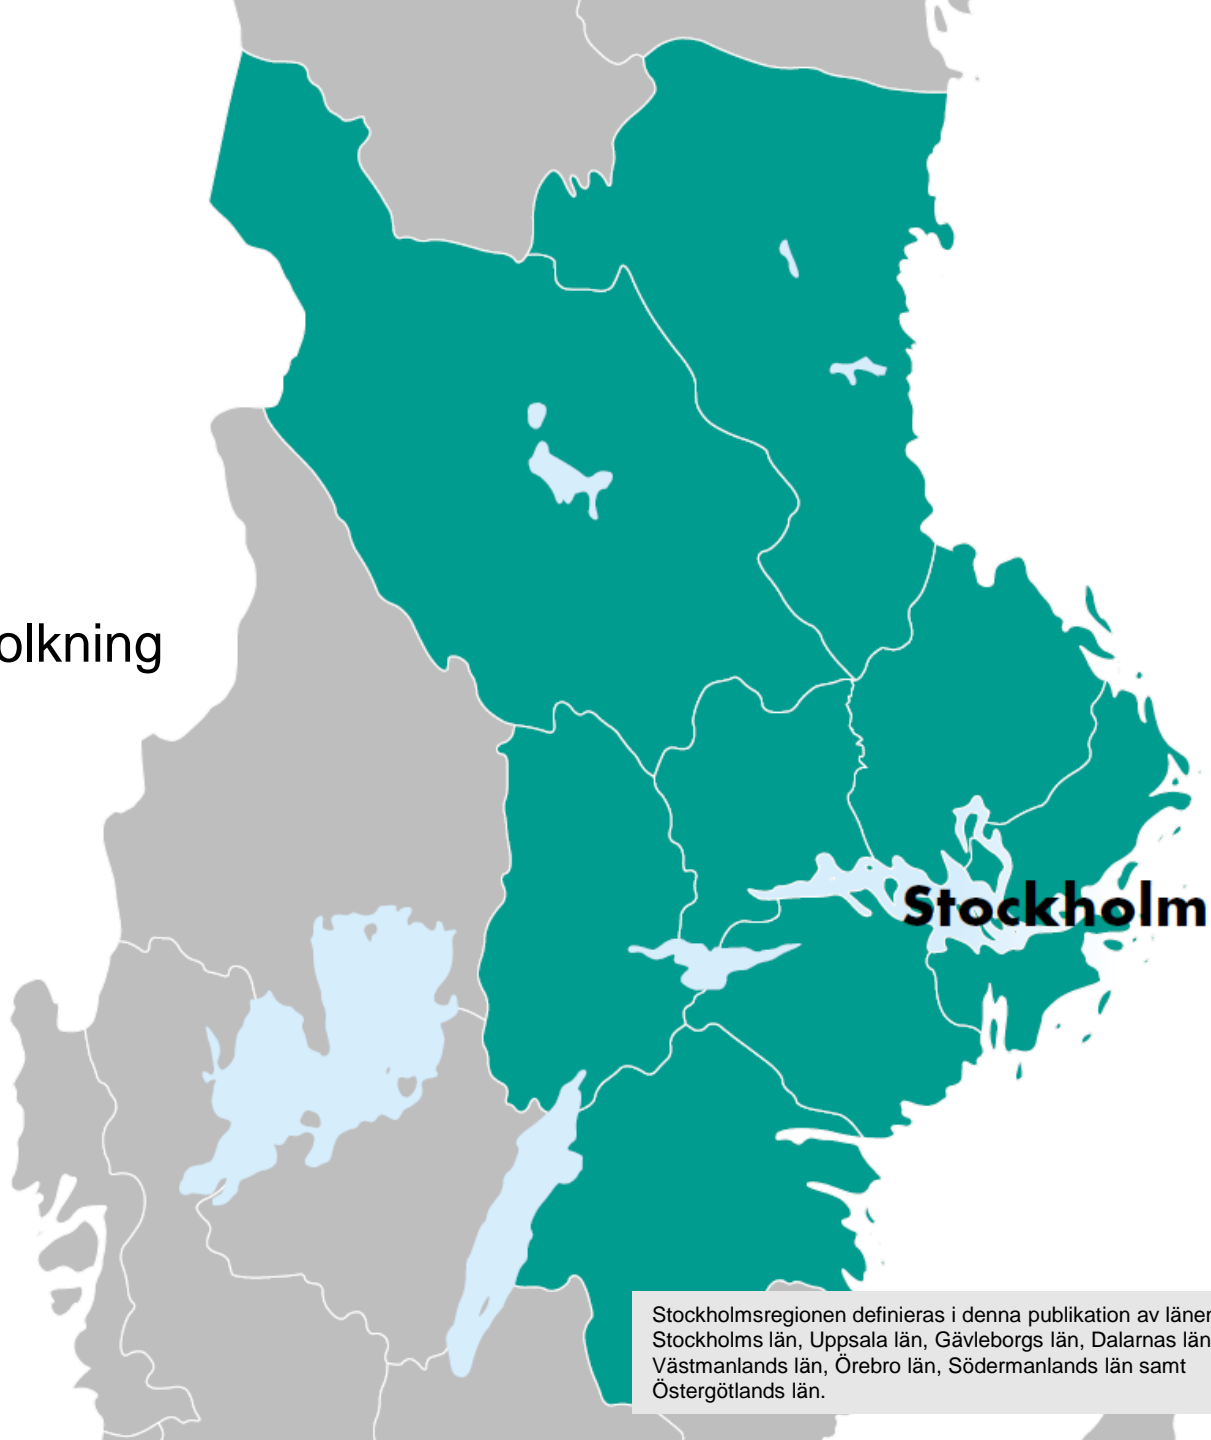 olkning
Stockholm
Stockholmsregionen definieras i denna publikation av länen
Stockholms län, Uppsala län, Gävleborgs län, Dalarnas län
Västmanlands län, Örebro län, Södermanlands län samt
Östergötlands län.